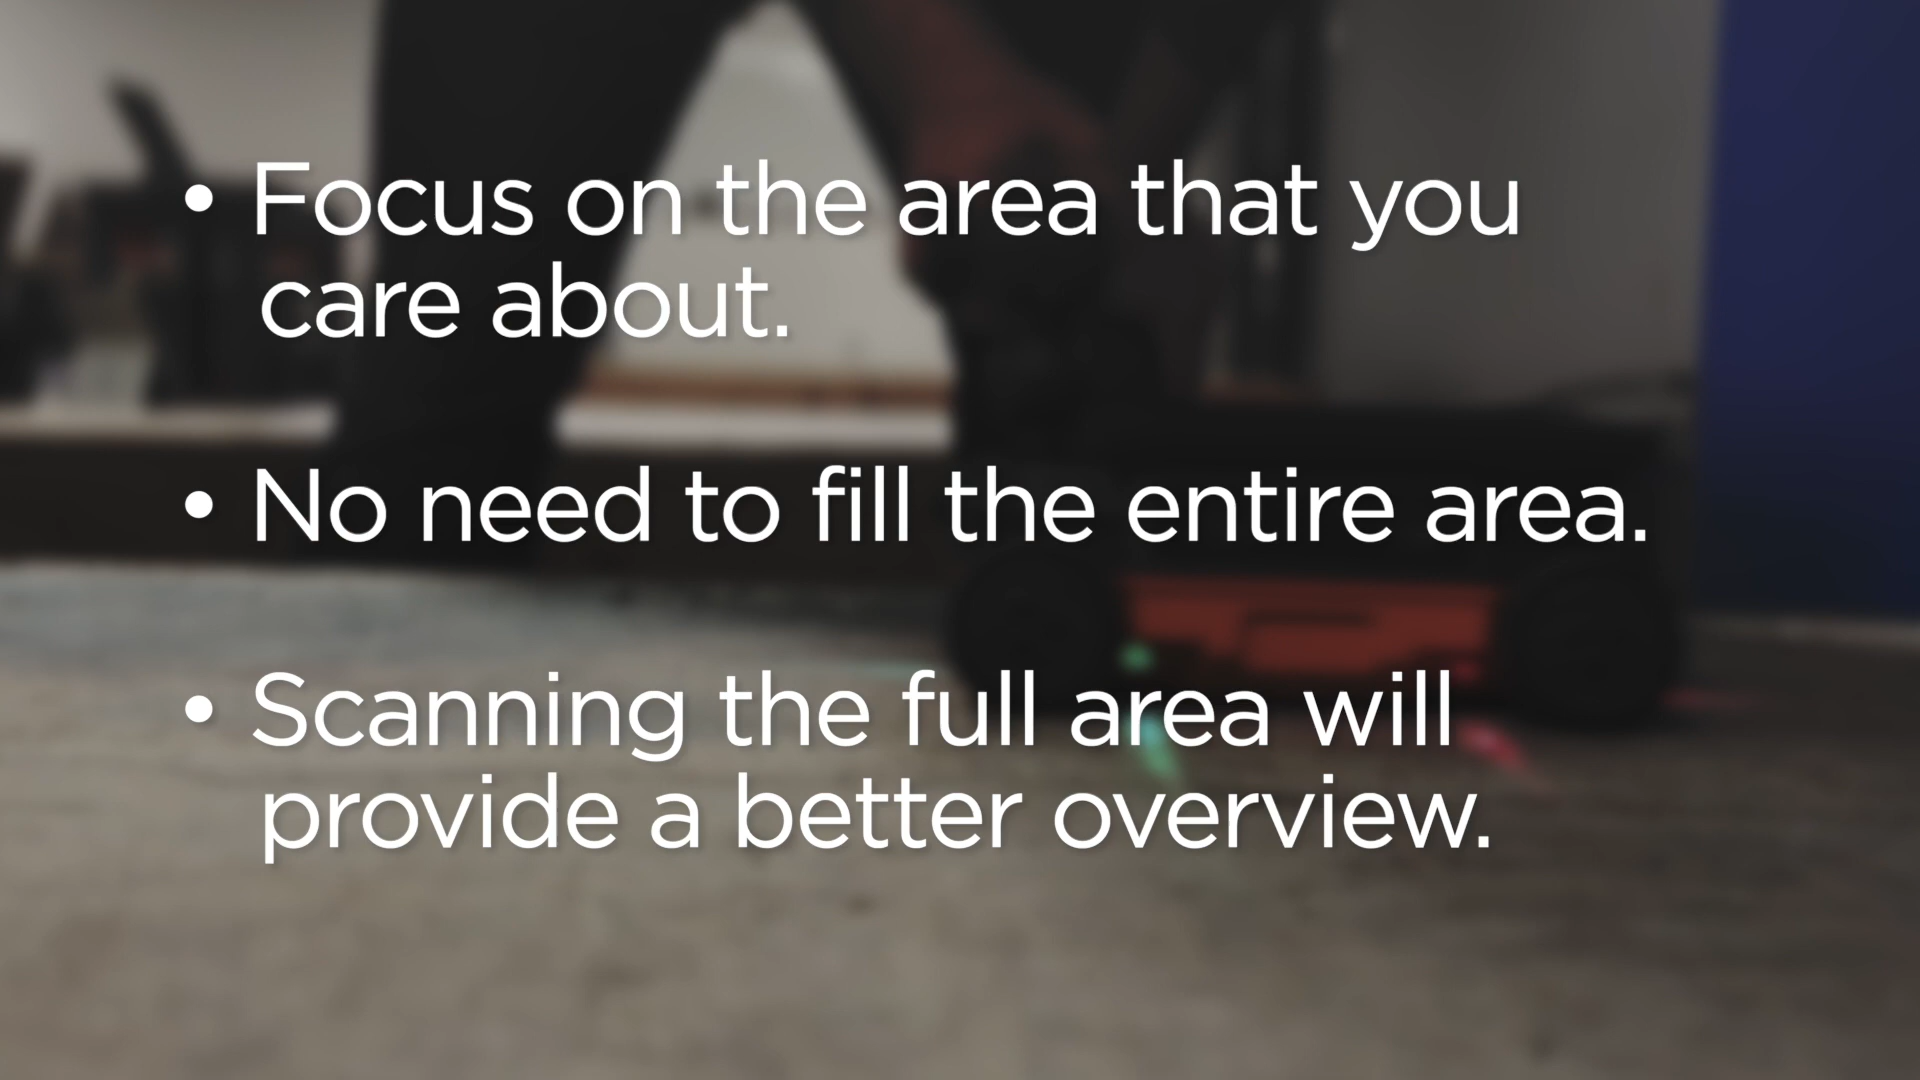 • Focus on the area that you
care about.
• No need to fill the entire area.
• Scanning the full area will
provide a better overview.